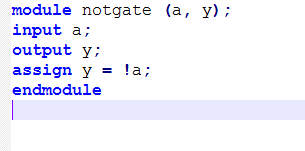 module notgate (a, y);
input a;
output y;
assign y = !a;
endmodule